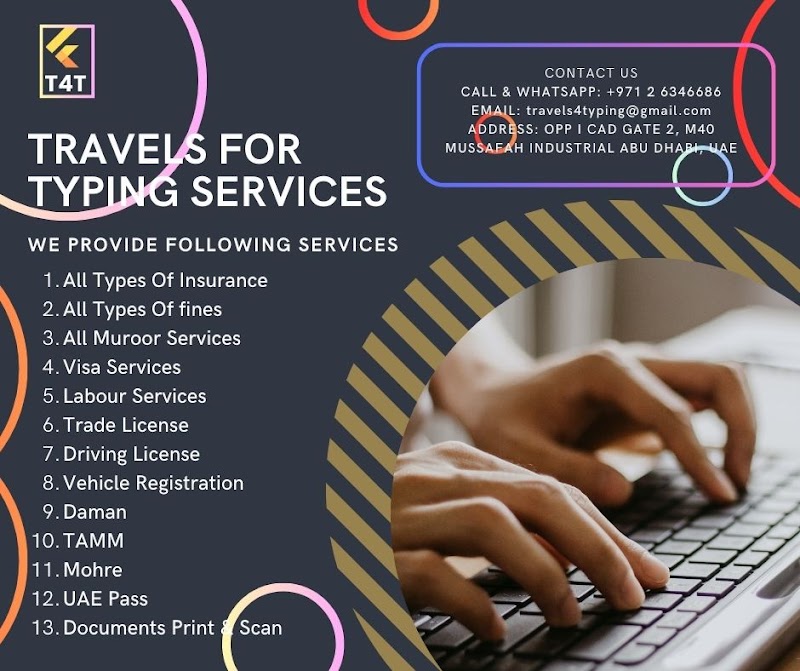 T4T
TRAVELS FOR
TYPING SERVICES
CONTACT US
CALL & WHATSAPP: +971 2 6346686
EMAIL: travels4typing@gmail.com
ADDRESS: OPP I CAD GATE 2, M40
MUSSAFAH INDUSTRIAL ABU DHABI, UAE
WE PROVIDE FOLLOWING SERVICES
1. All Types Of Insurance
2. All Types Of fines
3. All Muroor Services
4. Visa Services
5. Labour Services
6. Trade License
7. Driving License
8. Vehicle Registration
9. Daman
10. TAMM
11. Mohre
12. UAE Pass
13. Documents Print & Scan